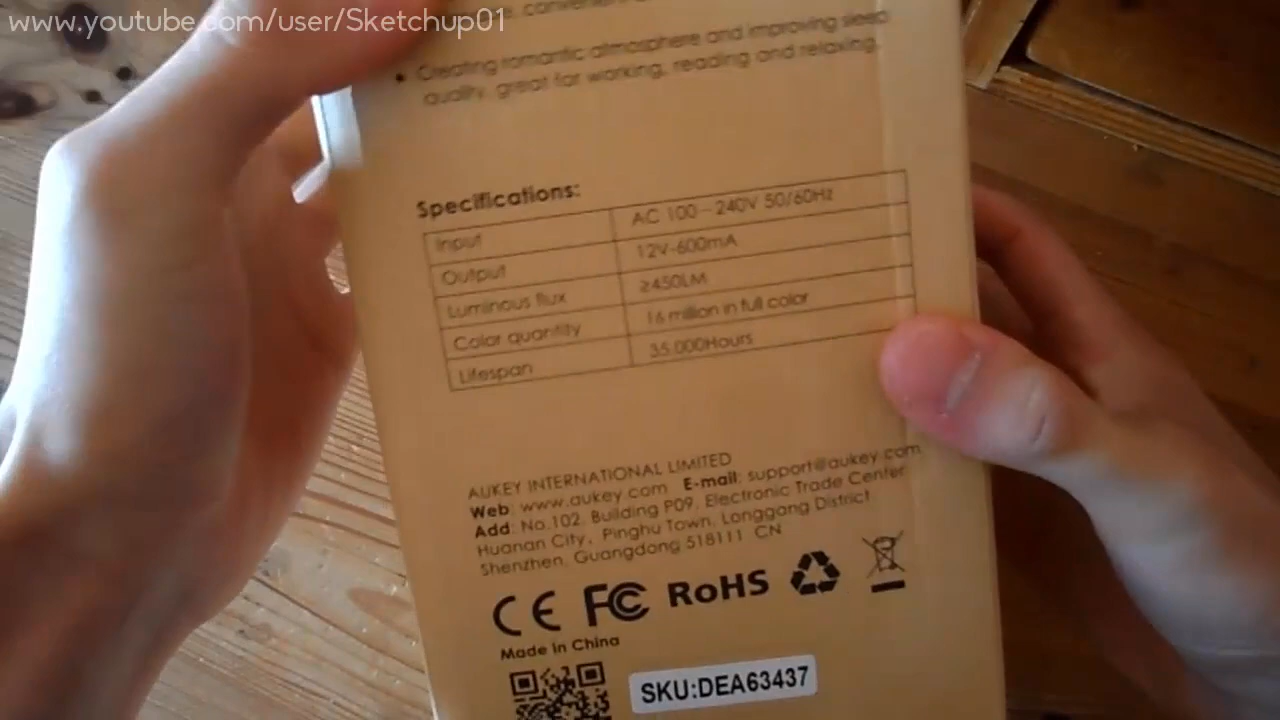 www.youtube.com/user/Sketchup01
convenient
• Creating romantic atmosphere and improving sleep
quality, great for working, reading and relaxing.
Specifications:
Input AC 100-240V 50/60Hz
Output 12V-600mA
Luminous flux ≥450LM
Color quantity 16 million in full color
Lifespan 35.000Hours
AUKEY INTERNATIONAL LIMITED
Web: www.aukey.com E-mail: support@aukey.com
Add: No.102, Building P09, Electronic Trade Center
Huanan City, Pinghu Town, Longgang District
Shenzhen, Guangdong 518111 CN
CE FC RoHS
Made in China
SKU:DEA63437